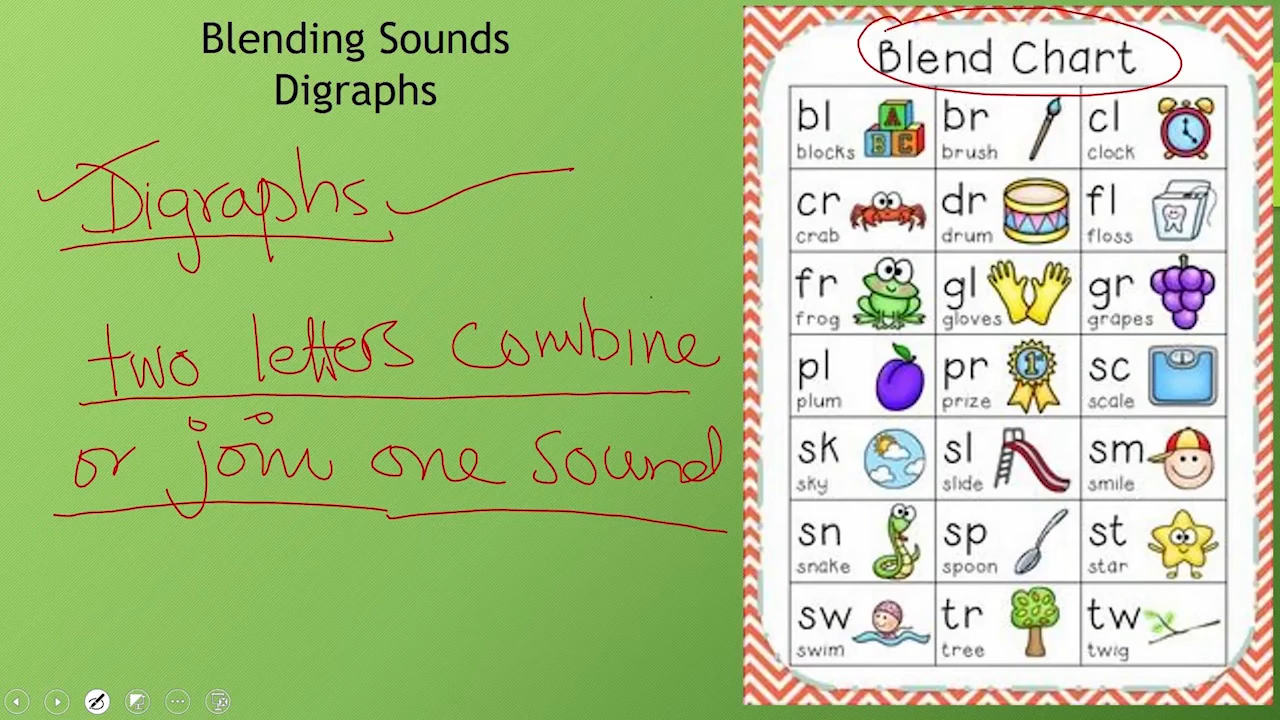 Blending Sounds
Digraphs
Digraphs
two letters combine
or join one sound
Blend Chart
bl
blocks
br
brush
cl
clock
cr
crab
dr
drum
fl
floss
fr
frog
gl
gloves
gr
grapes
pl
plum
pr
prize
sc
scale
sk
sky
sl
slide
sm
smile
sn
snake
sp
spoon
st
star
sw
swim
tr
tree
tw
twig
A
B C
1